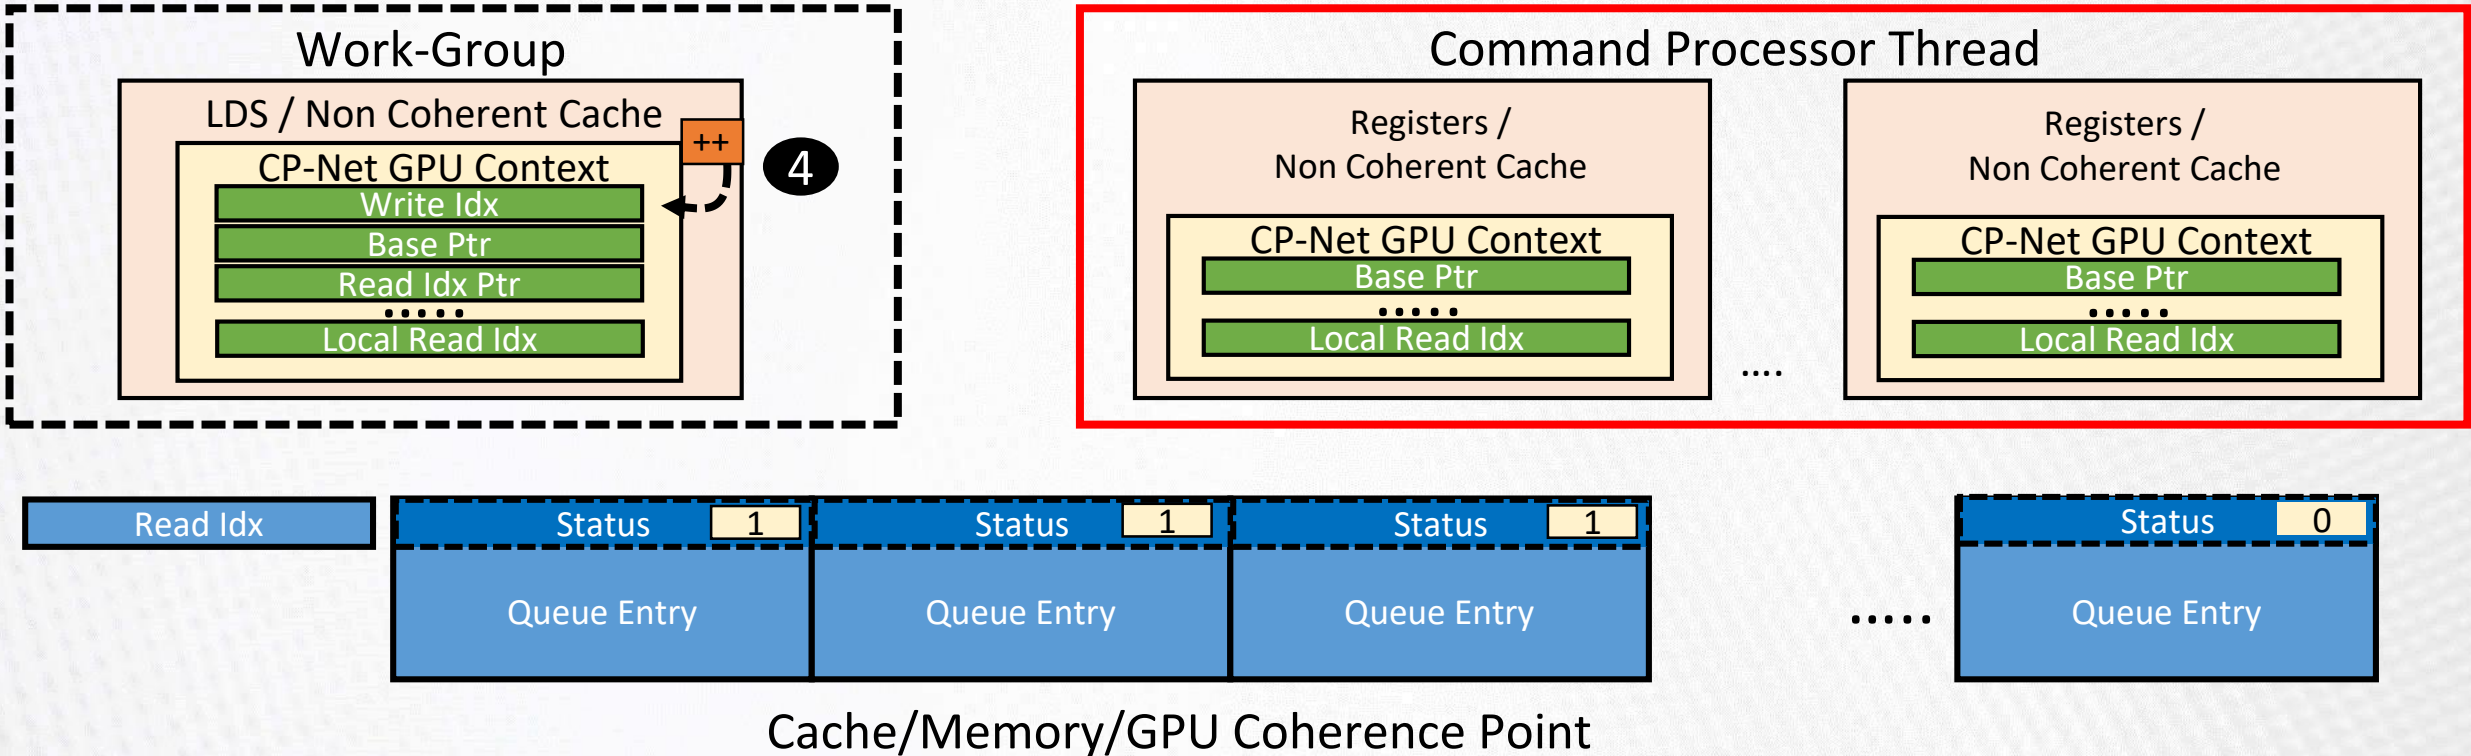 Work-Group
LDS / Non Coherent Cache
++
4
CP-Net GPU Context
Write Idx
Base Ptr
Read Idx Ptr
.....
Local Read Idx
Command Processor Thread
Registers /
Non Coherent Cache
CP-Net GPU Context
Base Ptr
.....
Local Read Idx
....
Registers /
Non Coherent Cache
CP-Net GPU Context
Base Ptr
.....
Local Read Idx
Read Idx
Status 1
Queue Entry
Status 1
Queue Entry
Status 1
Queue Entry
.....
Status 0
Queue Entry
Cache/Memory/GPU Coherence Point